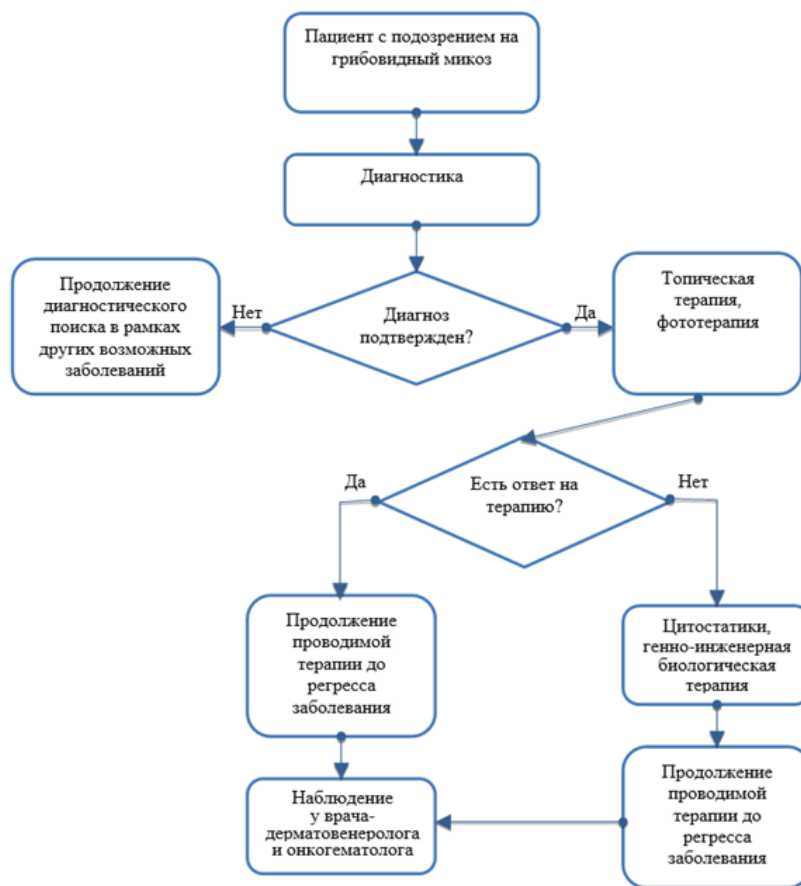 Пациент с подозрением на
грибовидный микоз
Диагностика
Продолжение
диагностического
поиска в рамках
других возможных
заболеваний
Нет
Диагноз
подтвержден?
Да
Топическая
терапия,
фототерапия
Да
Есть ответ на
терапию?
Нет
Продолжение
проводимой
терапии до
регресса
заболевания
Цитостатики,
генно-инженерная
биологическая
терапия
Наблюдение
у врача-
дерматовенеролога
и онкогематолога
Продолжение
проводимой
терапии до
регресса
заболевания